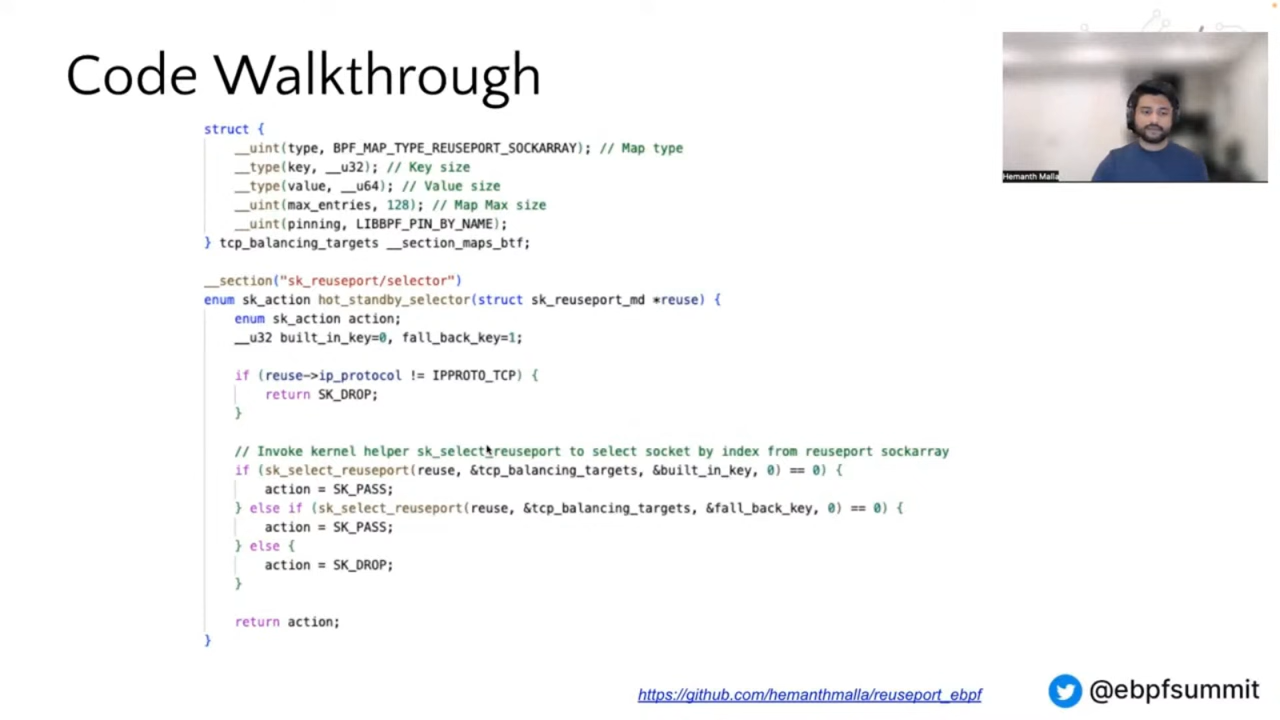 Code Walkthrough
Hemanth Malla
struct {
__uint(type, BPF_MAP_TYPE_REUSEPORT_SOCKARRAY); // Map type
__type(key, __u32); // Key size
__type(value, __u64); // Value size
__uint(max_entries, 128); // Map Max size
__uint(pinning, LIBBPF_PIN_BY_NAME);
} tcp_balancing_targets __section_maps_btf;
__section("sk_reuseport/selector")
enum sk_action hot_standby_selector(struct sk_reuseport_md *reuse) {
enum sk_action action;
__u32 built_in_key=0, fall_back_key=1;
if (reuse->ip_protocol != IPPROTO_TCP) {
return SK_DROP;
}
// Invoke kernel helper sk_select_reuseport to select socket by index from reuseport sockarray
if (sk_select_reuseport(reuse, &tcp_balancing_targets, &built_in_key, 0) == 0) {
action = SK_PASS;
} else if (sk_select_reuseport(reuse, &tcp_balancing_targets, &fall_back_key, 0) == 0) {
action = SK_PASS;
} else {
action = SK_DROP;
}
return action;
}
https://github.com/hemanthmalla/reuseport_ebpf
@ebpfsummit